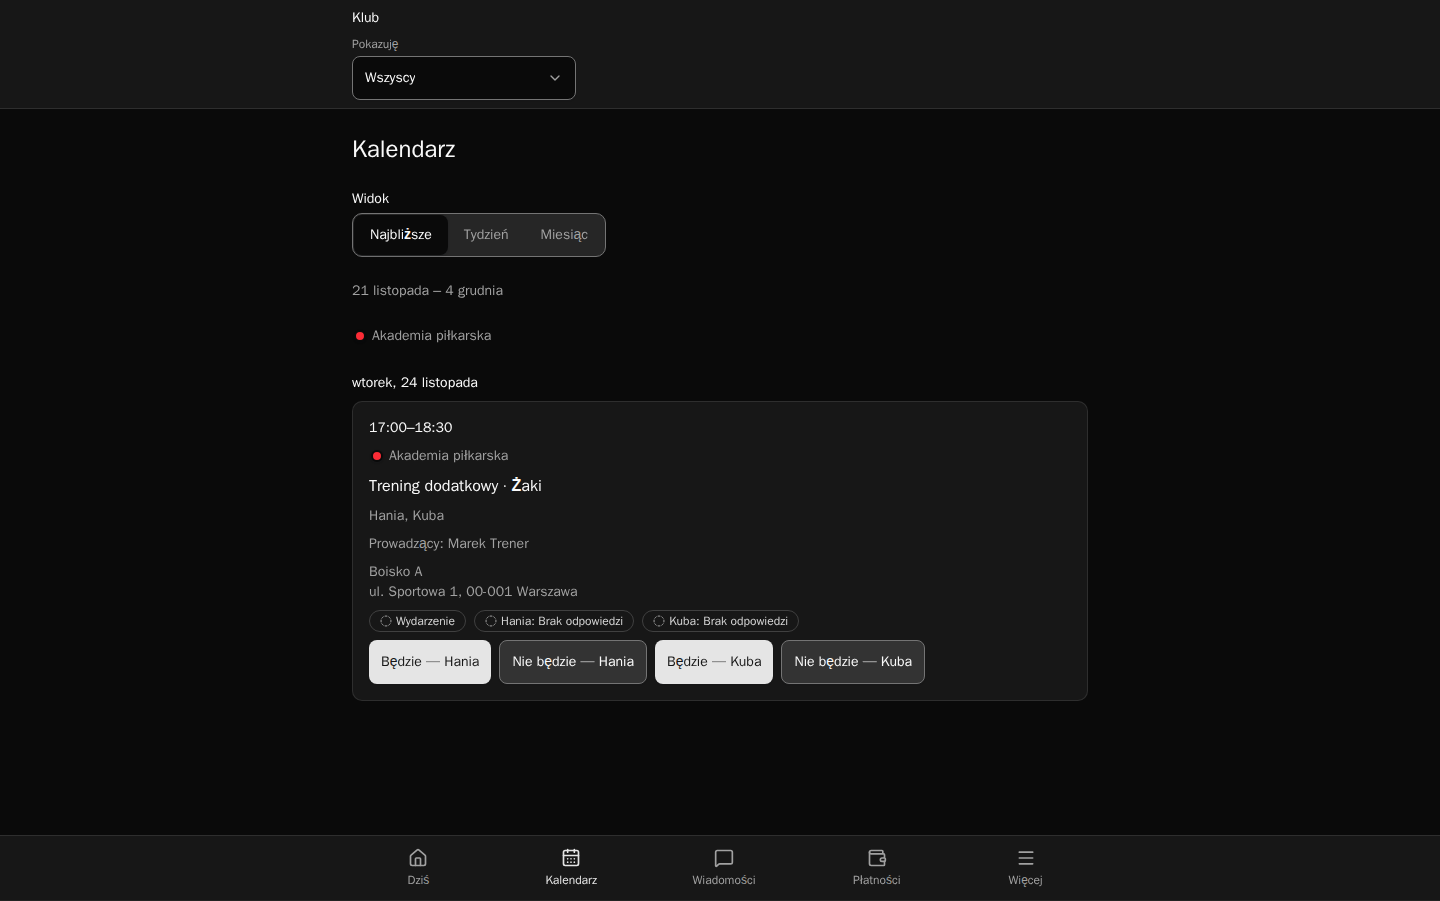 Klub
Pokazuję
Wszyscy
Kalendarz
Widok
Najbliższe Tydzień Miesiąc
21 listopada – 4 grudnia
Akademia piłkarska
wtorek, 24 listopada
17:00–18:30
Akademia piłkarska
Trening dodatkowy · Żaki
Hania, Kuba
Prowadzący: Marek Trener
Boisko A
ul. Sportowa 1, 00-001 Warszawa
Wydarzenie Hania: Brak odpowiedzi Kuba: Brak odpowiedzi
Będzie — Hania Nie będzie — Hania Będzie — Kuba Nie będzie — Kuba
Dziś Kalendarz Wiadomości Płatności Więcej